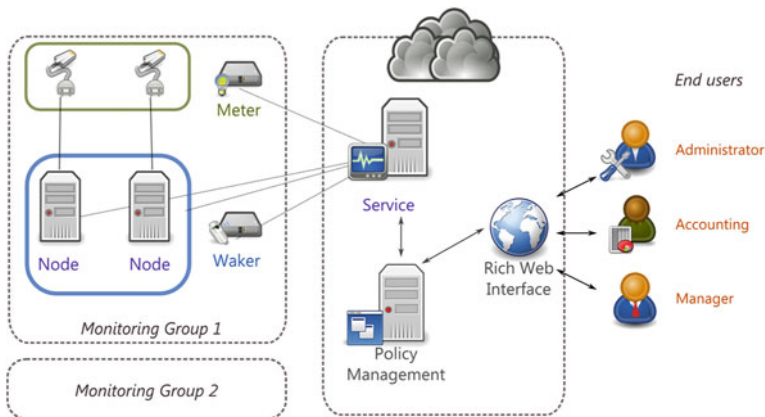 Meter
Node
Node
Waker
Monitoring Group 1
Monitoring Group 2
Service
Policy
Management
Rich Web
Interface
End users
Administrator
Accounting
Manager